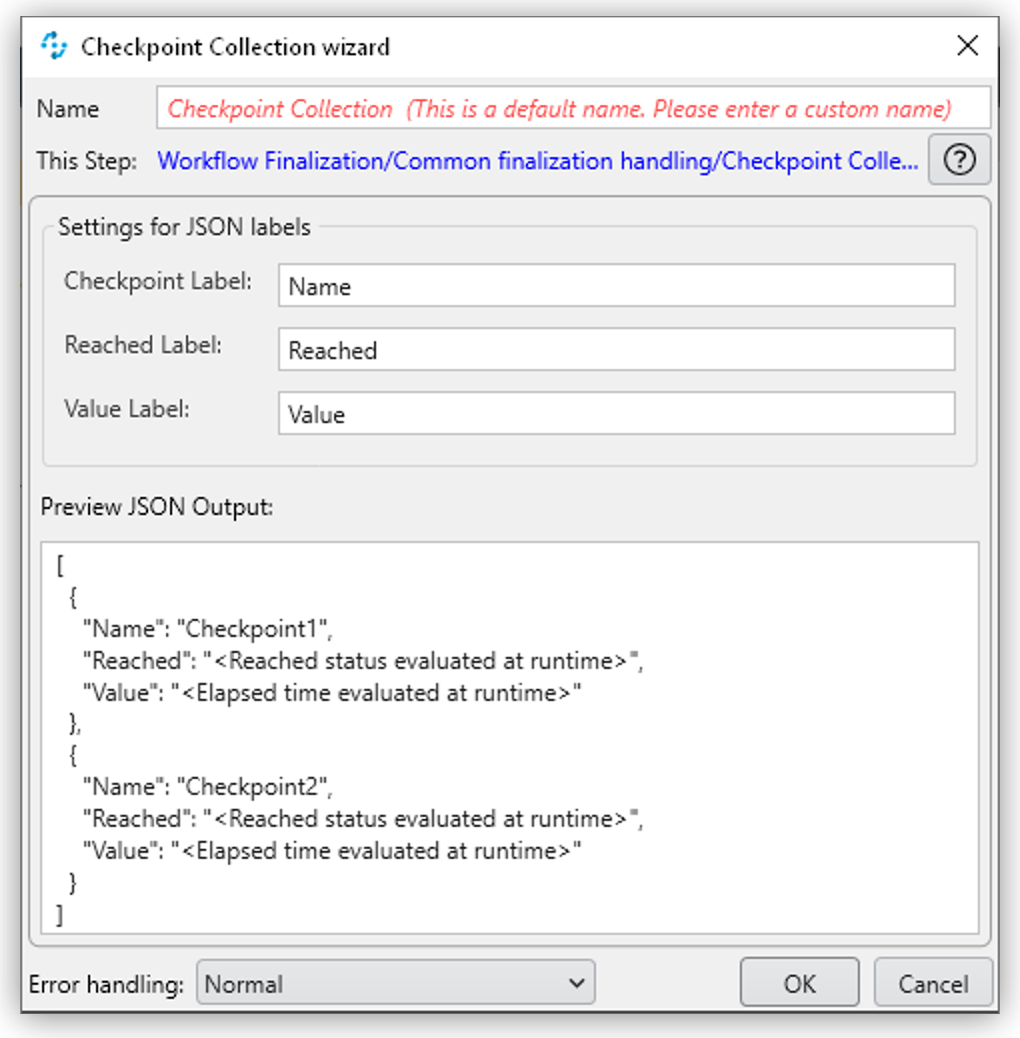 Checkpoint Collection wizard
Name
Checkpoint Collection (This is a default name. Please enter a custom name)
This Step: Workflow Finalization/Common finalization handling/Checkpoint Colle...
?
Settings for JSON labels
Checkpoint Label: Name
Reached Label: Reached
Value Label: Value
Preview JSON Output:
[
{
"Name": "Checkpoint1",
"Reached": "<Reached status evaluated at runtime>",
"Value": "<Elapsed time evaluated at runtime>"
},
{
"Name": "Checkpoint2",
"Reached": "<Reached status evaluated at runtime>",
"Value": "<Elapsed time evaluated at runtime>"
}
]
Error handling: Normal OK Cancel